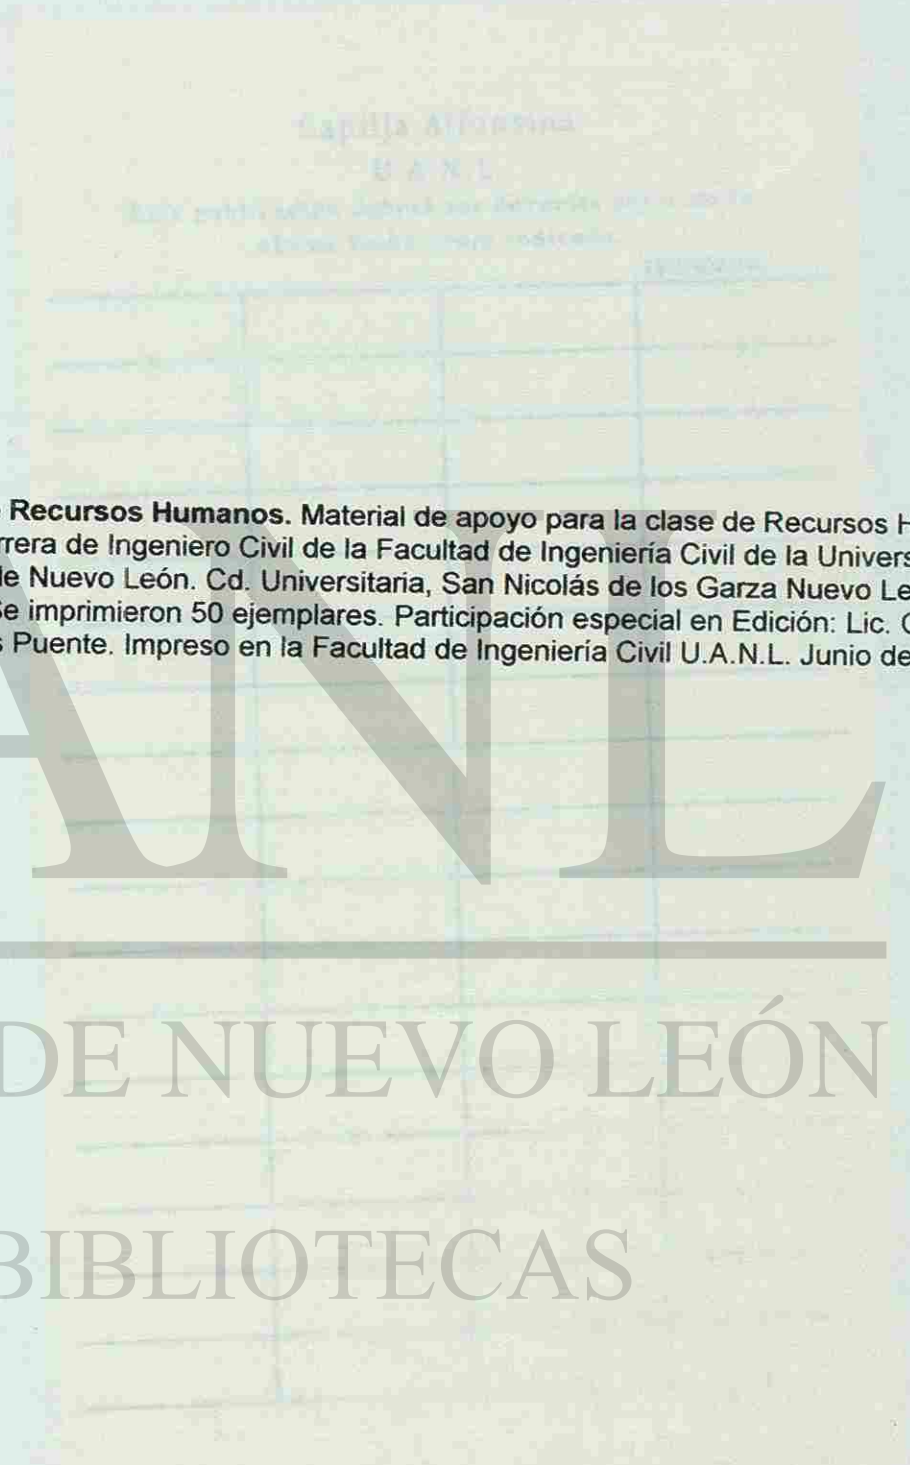 Capilla Alfonsina
U A N L
Recursos Humanos. Material de apoyo para la clase de Recursos H
rrera de Ingeniero Civil de la Facultad de Ingeniería Civil de la Univers
de Nuevo León. Cd. Universitaria, San Nicolás de los Garza Nuevo Le
Se imprimieron 50 ejemplares. Participación especial en Edición: Lic.
s Puente. Impreso en la Facultad de Ingeniería Civil U.A.N.L. Junio de
ANL
DE NUEVO LEÓN
BIBLIOTECAS